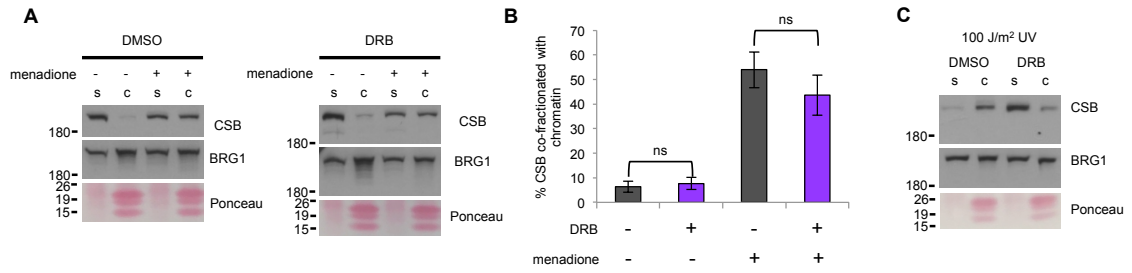 A
DMSO
menadione - - + +
s c s c
180
CSB
BRG1
26
19
15
Ponceau
DRB
menadione - - + +
s c s c
180
CSB
180
BRG1
26
19
15
Ponceau
B
% CSB co-fractionated with chromatin
70
60
50
40
30
20
10
0
ns
ns
DRB - + - +
menadione - - + +
C
100 J/m² UV
DMSO DRB
s c s c
180
CSB
180
BRG1
26
19
15
Ponceau